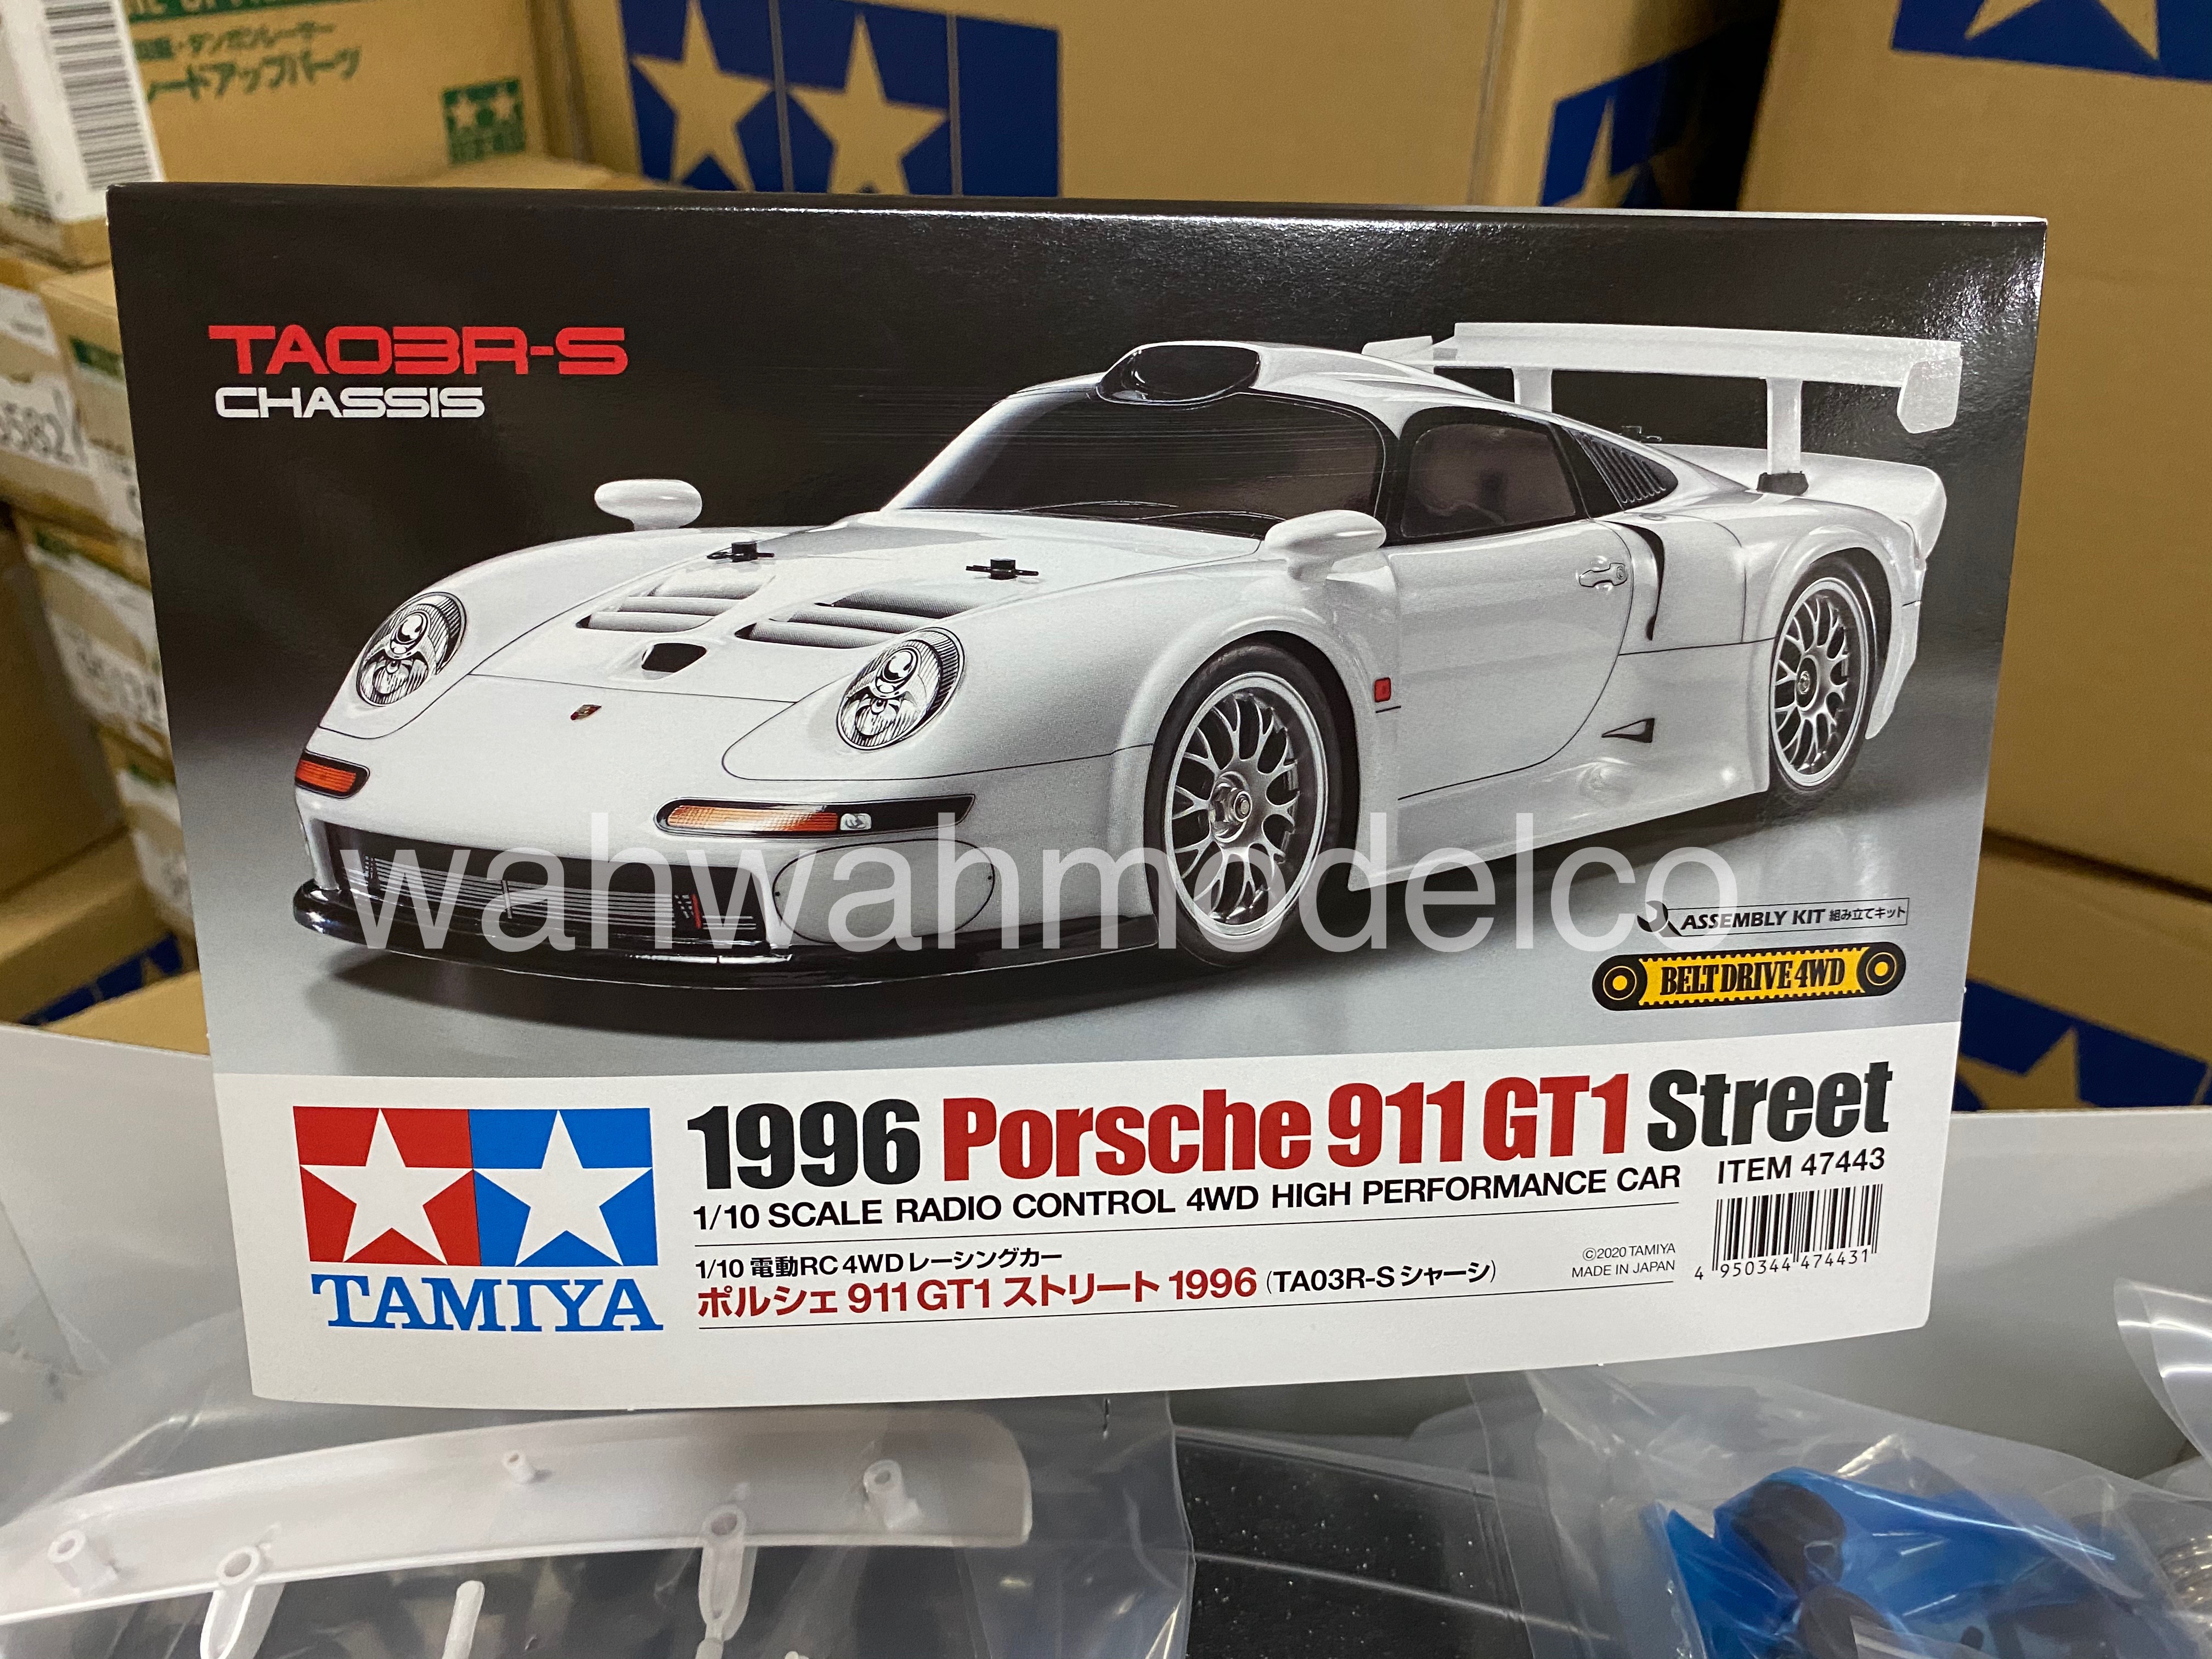 ードアップパーツ
TA03R-S
CHASSIS
wahwahmodelco
ASSEMBLY KIT 組み立てキット
BELT DRIVE 4WD
1996 Porsche 911 GT1 Street
1/10 SCALE RADIO CONTROL 4WD HIGH PERFORMANCE CAR
ITEM 47443
1/10 電動RC 4WD レーシングカー
ポルシェ 911 GT1 ストリート 1996 (TA03R-S シャーシ)
©2020 TAMIYA
MADE IN JAPAN
4 950344 474431
TAMIYA